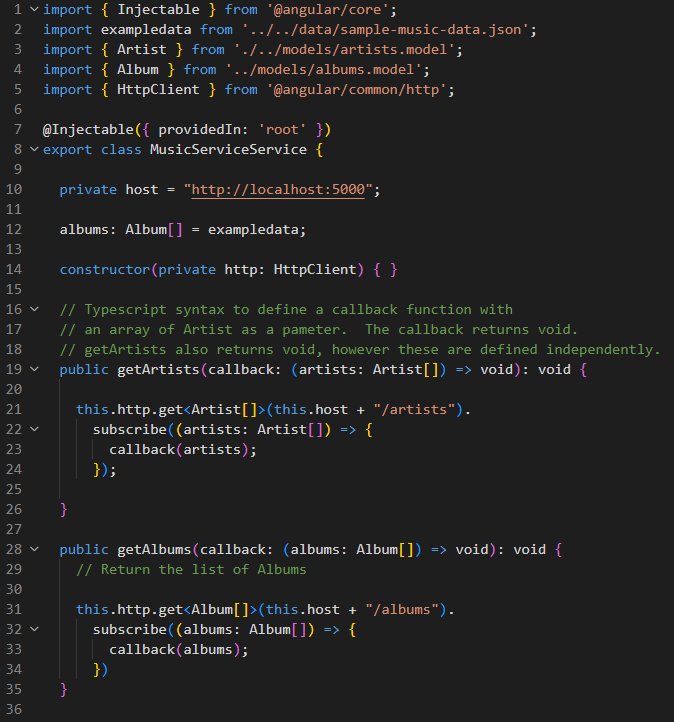 1 import { Injectable } from '@angular/core';
2 import exampledata from '../../data/sample-music-data.json';
3 import { Artist } from './../models/artists.model';
4 import { Album } from '../models/albums.model';
5 import { HttpClient } from '@angular/common/http';
6
7 @Injectable({ providedIn: 'root' })
8 export class MusicServiceService {
9
10   private host = "http://localhost:5000";
11
12   albums: Album[] = exampledata;
13
14   constructor(private http: HttpClient) { }
15
16   // Typescript syntax to define a callback function with
17   // an array of Artist as a pameter.  The callback returns void.
18   // getArtists also returns void, however these are defined independently.
19   public getArtists(callback: (artists: Artist[]) => void): void {
20
21     this.http.get<Artist[]>(this.host + "/artists").
22       subscribe((artists: Artist[]) => {
23         callback(artists);
24       });
25
26   }
27
28   public getAlbums(callback: (albums: Album[]) => void): void {
29     // Return the list of Albums
30
31     this.http.get<Album[]>(this.host + "/albums").
32       subscribe((albums: Album[]) => {
33         callback(albums);
34       })
35   }
36